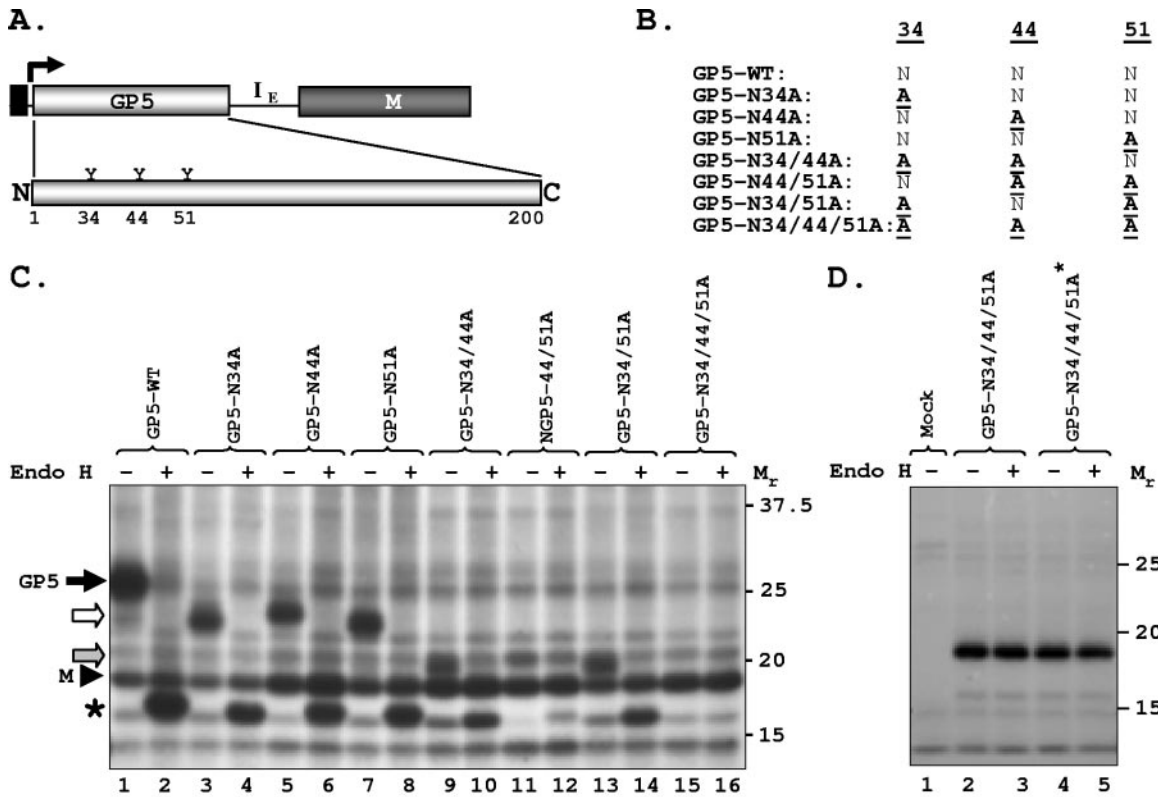 A.
GP5
I E
M
Y Y Y
N C
1 34 44 51 200
B.
34 44 51
GP5-WT: N N N
GP5-N34A: A N N
GP5-N44A: N A N
GP5-N51A: N N A
GP5-N34/44A: A A N
GP5-N44/51A: N A A
GP5-N34/51A: A N A
GP5-N34/44/51A: A A A
C.
GP5-WT
GP5-N34A
GP5-N44A
GP5-N51A
GP5-N34/44A
NGP5-44/51A
GP5-N34/51A
GP5-N34/44/51A
Endo H - + - + - + - + - + - + - + - + Mr
37.5
GP5
25
20
M
*
15
1 2 3 4 5 6 7 8 9 10 11 12 13 14 15 16
D.
Mock
GP5-N34/44/51A
GP5-N34/44/51A*
Endo H - - + - + Mr
25
20
15
1 2 3 4 5